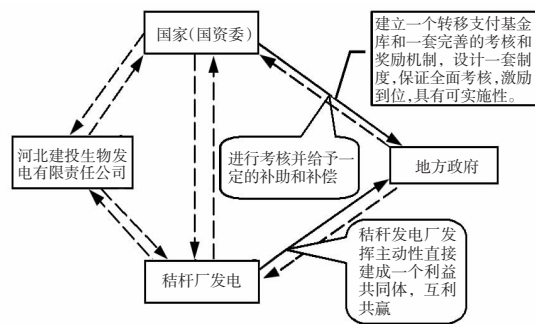 国家(国资委)
建立一个转移支付基金
库和一套完善的考核和
奖励机制，设计一套制
度,保证全面考核,激励
到位,具有可实施性。
河北建投生物发
电有限责任公司
进行考核并给予一
定的补助和补偿
地方政府
秸秆厂发电
秸秆发电厂发
挥主动性直接
建成一个利益
共同体，互利
共赢